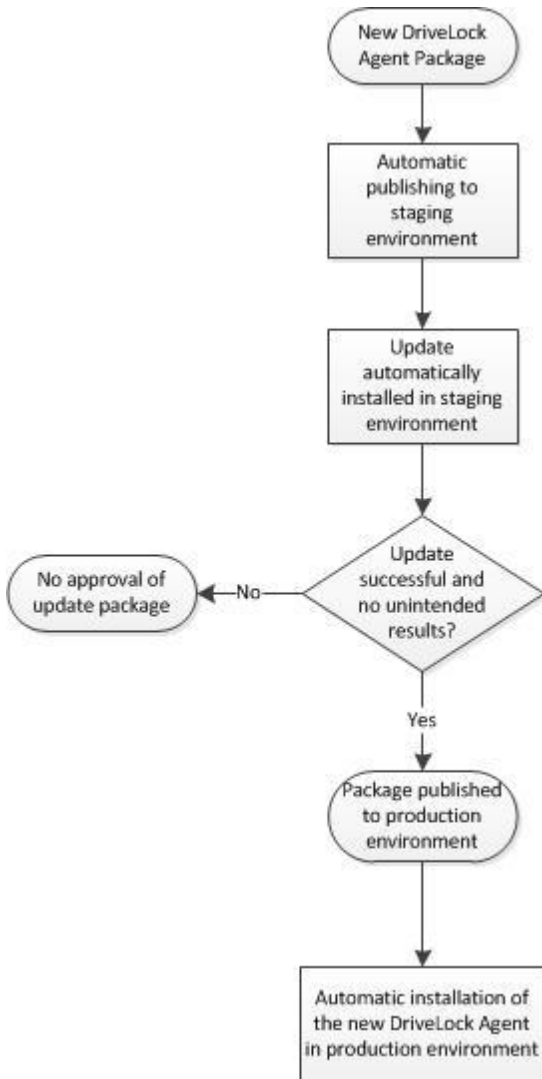 New DriveLock
Agent Package
Automatic
publishing to
staging
environment
Update
automatically
installed in staging
environment
Update
successful and
no unintended
results?
No
No approval of
update package
Yes
Package published
to production
environment
Automatic installation of
the new DriveLock Agent
in production environment